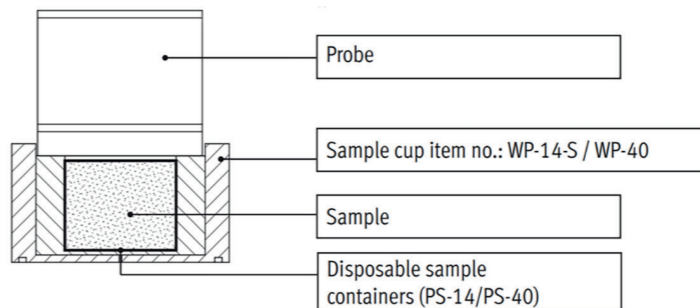 Probe
Sample cup item no.: WP-14-S / WP-40
Sample
Disposable sample
containers (PS-14/PS-40)